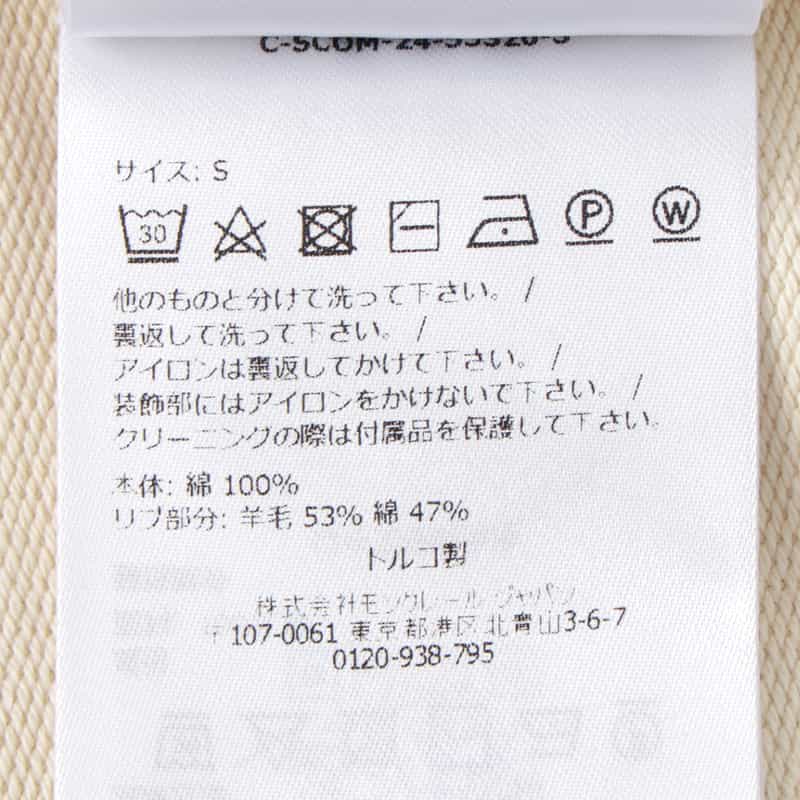 サイズ: S
30
P W
他のものと分けて洗って下さい。 /
裏返して洗って下さい。 /
アイロンは裏返してかけて下さい。 /
装飾部にはアイロンをかけないで下さい。 /
クリーニングの際は付属品を保護して下さい。
本体: 綿 100%
リブ部分: 羊毛 53% 綿 47%
トルコ製
株式会社モンクレール ジャパン
〒107-0061 東京都港区北青山3-6-7
0120-938-795